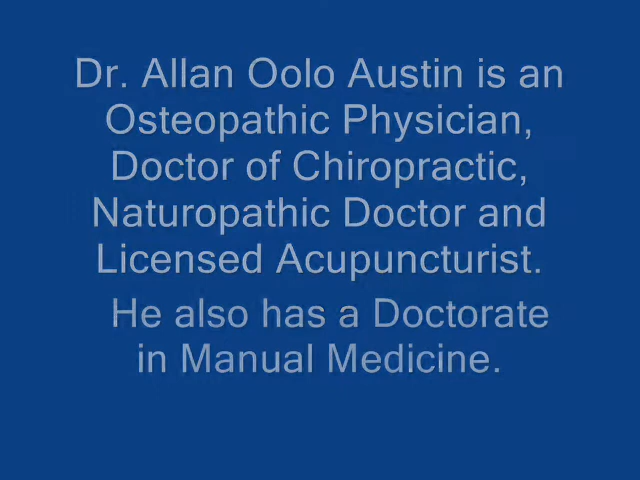 Dr. Allan Oolo Austin is an
Osteopathic Physician,
Doctor of Chiropractic,
Naturopathic Doctor and
Licensed Acupuncturist.
He also has a Doctorate
in Manual Medicine.